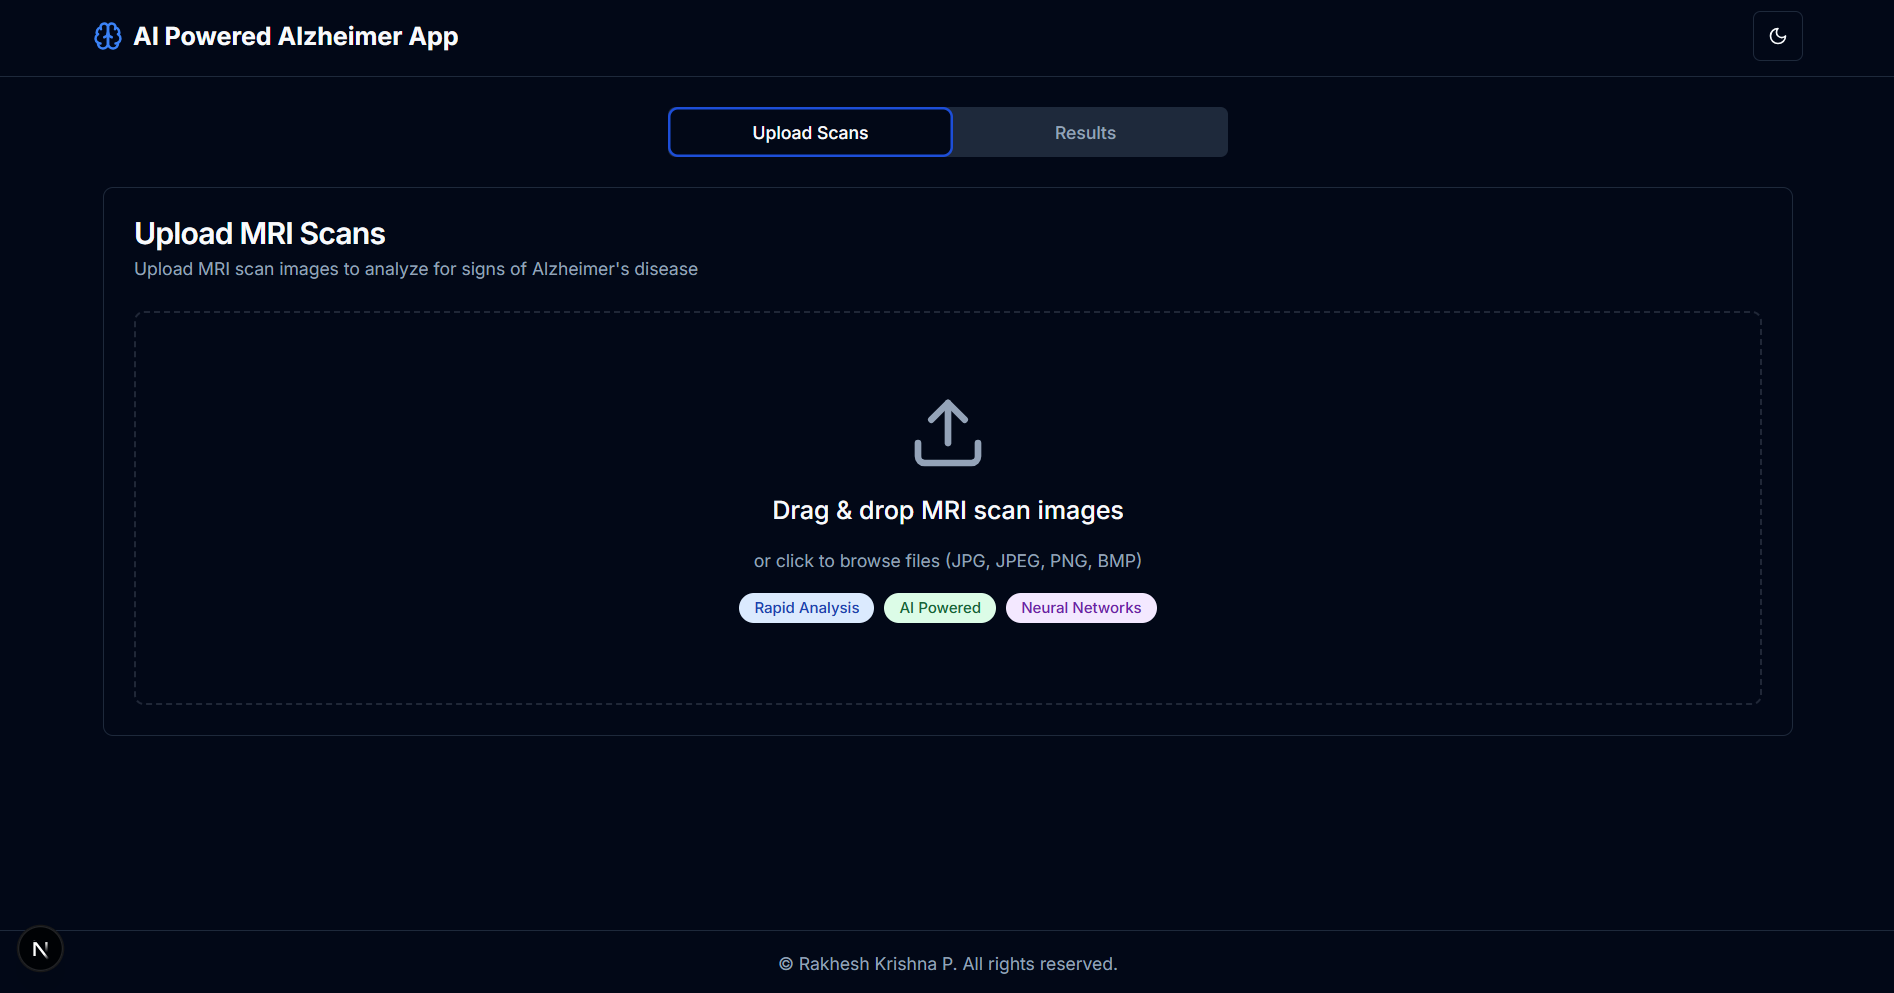 AI Powered Alzheimer App
Upload Scans
Results
Upload MRI Scans
Upload MRI scan images to analyze for signs of Alzheimer's disease
Drag & drop MRI scan images
or click to browse files (JPG, JPEG, PNG, BMP)
Rapid Analysis
AI Powered
Neural Networks
N
© Rakhesh Krishna P. All rights reserved.